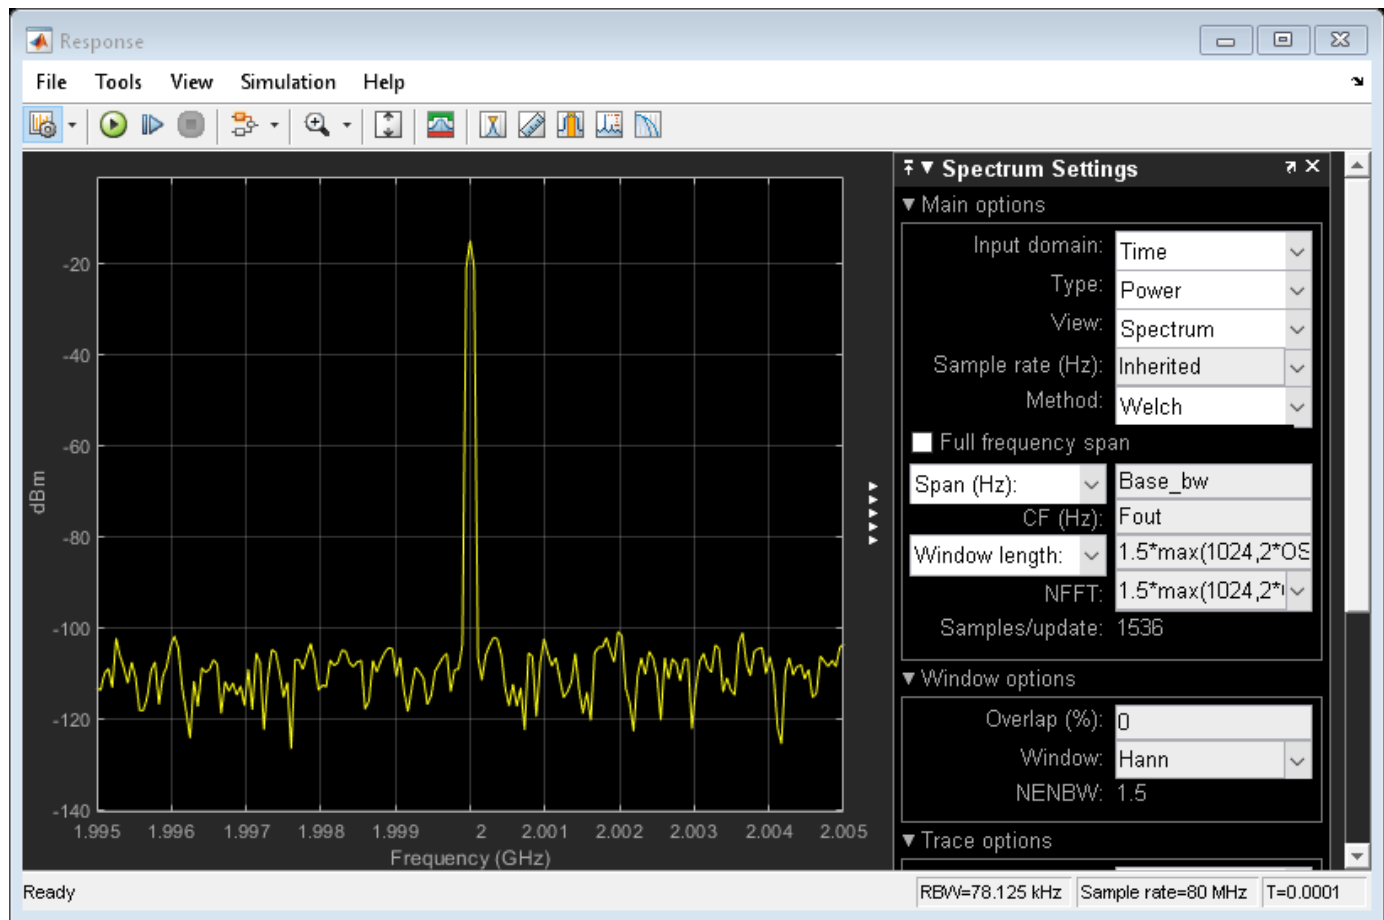 Response
File Tools View Simulation Help
Spectrum Settings
Main options
Input domain: Time
Type: Power
View: Spectrum
Sample rate (Hz): Inherited
Method: Welch
Full frequency span
Span (Hz): Base_bw
CF (Hz): Fout
Window length: 1.5*max(1024,2*OS
NFFT: 1.5*max(1024,2*
Samples/update: 1536
Window options
Overlap (%): 0
Window: Hann
NENBW: 1.5
Trace options
dBm
-20
-40
-60
-80
-100
-120
-140
1.995 1.996 1.997 1.998 1.999 2 2.001 2.002 2.003 2.004 2.005
Frequency (GHz)
Ready RBW=78.125 kHz Sample rate=80 MHz T=0.0001